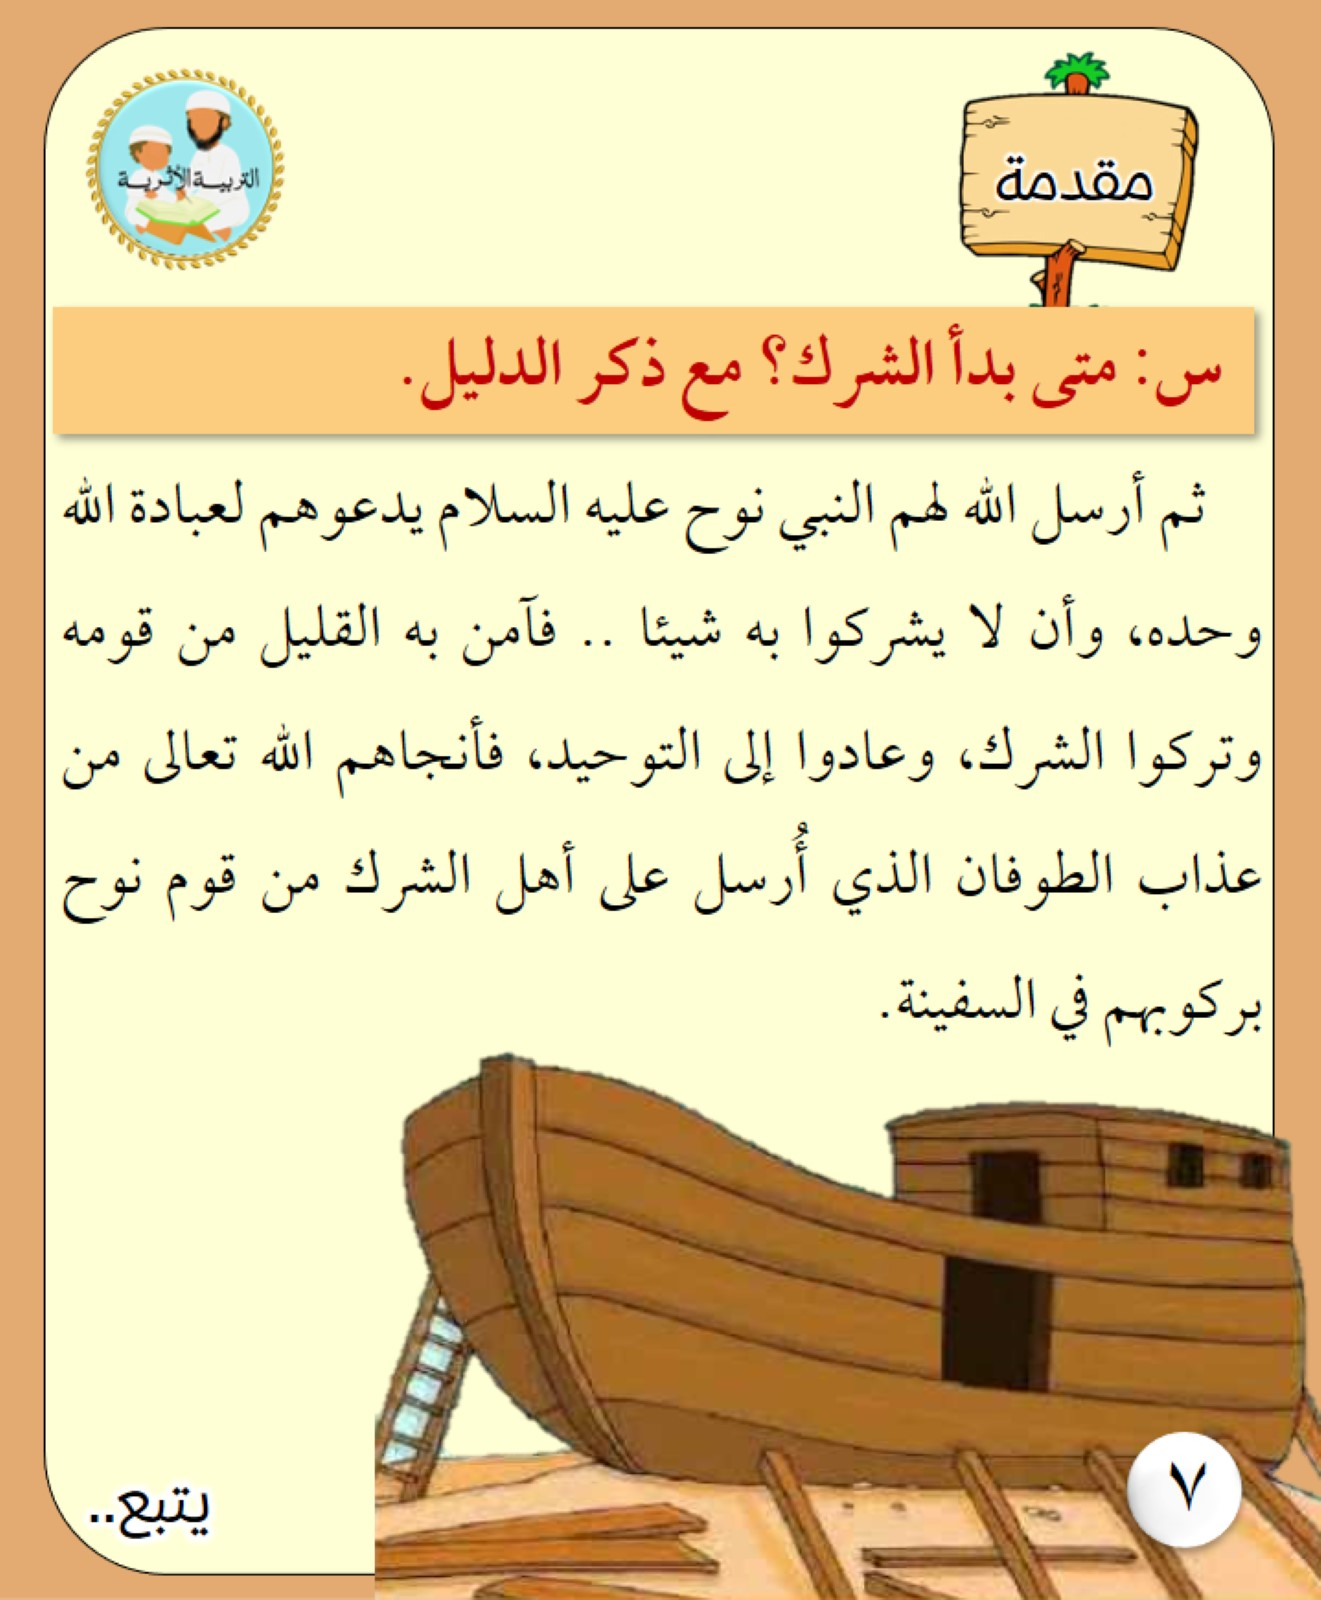 مقدمة
التربية الأثرية
س: متى بدأ الشرك؟ مع ذكر الدليل.
ثم أرسل الله لهم النبي نوح عليه السلام يدعوهم لعبادة الله
وحده، وأن لا يشركوا به شيئا .. فآمن به القليل من قومه
وتركوا الشرك، وعادوا إلى التوحيد، فأنجاهم الله تعالى من
عذاب الطوفان الذي أُرسل على أهل الشرك من قوم نوح
بركوبهم في السفينة.
٧
يتبع..